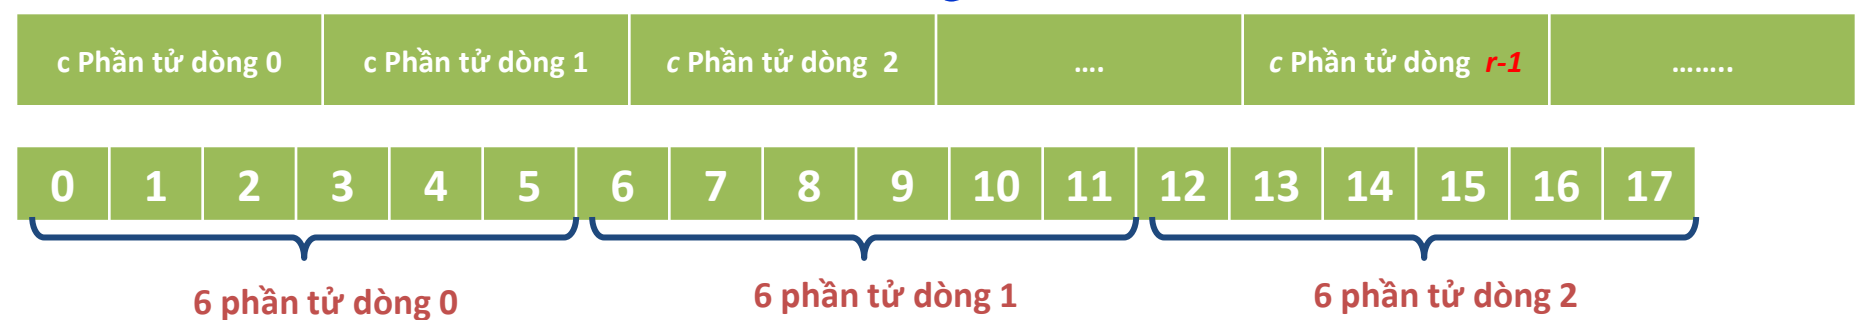 c Phần tử dòng 0 c Phần tử dòng 1 c Phần tử dòng 2 .... c Phần tử dòng r-1 ........
0 1 2 3 4 5 6 7 8 9 10 11 12 13 14 15 16 17
6 phần tử dòng 0 6 phần tử dòng 1 6 phần tử dòng 2